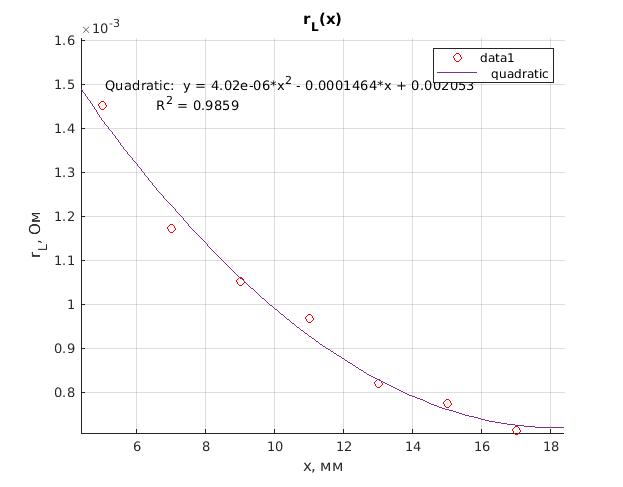 r_L(x)
×10^-3
1.6
1.5
1.4
1.3
1.2
1.1
1
0.9
0.8
r_L, Ом
data1
quadratic
Quadratic: y = 4.02e-06*x^2 - 0.0001464*x + 0.002053
R^2 = 0.9859
6 8 10 12 14 16 18
x, мм